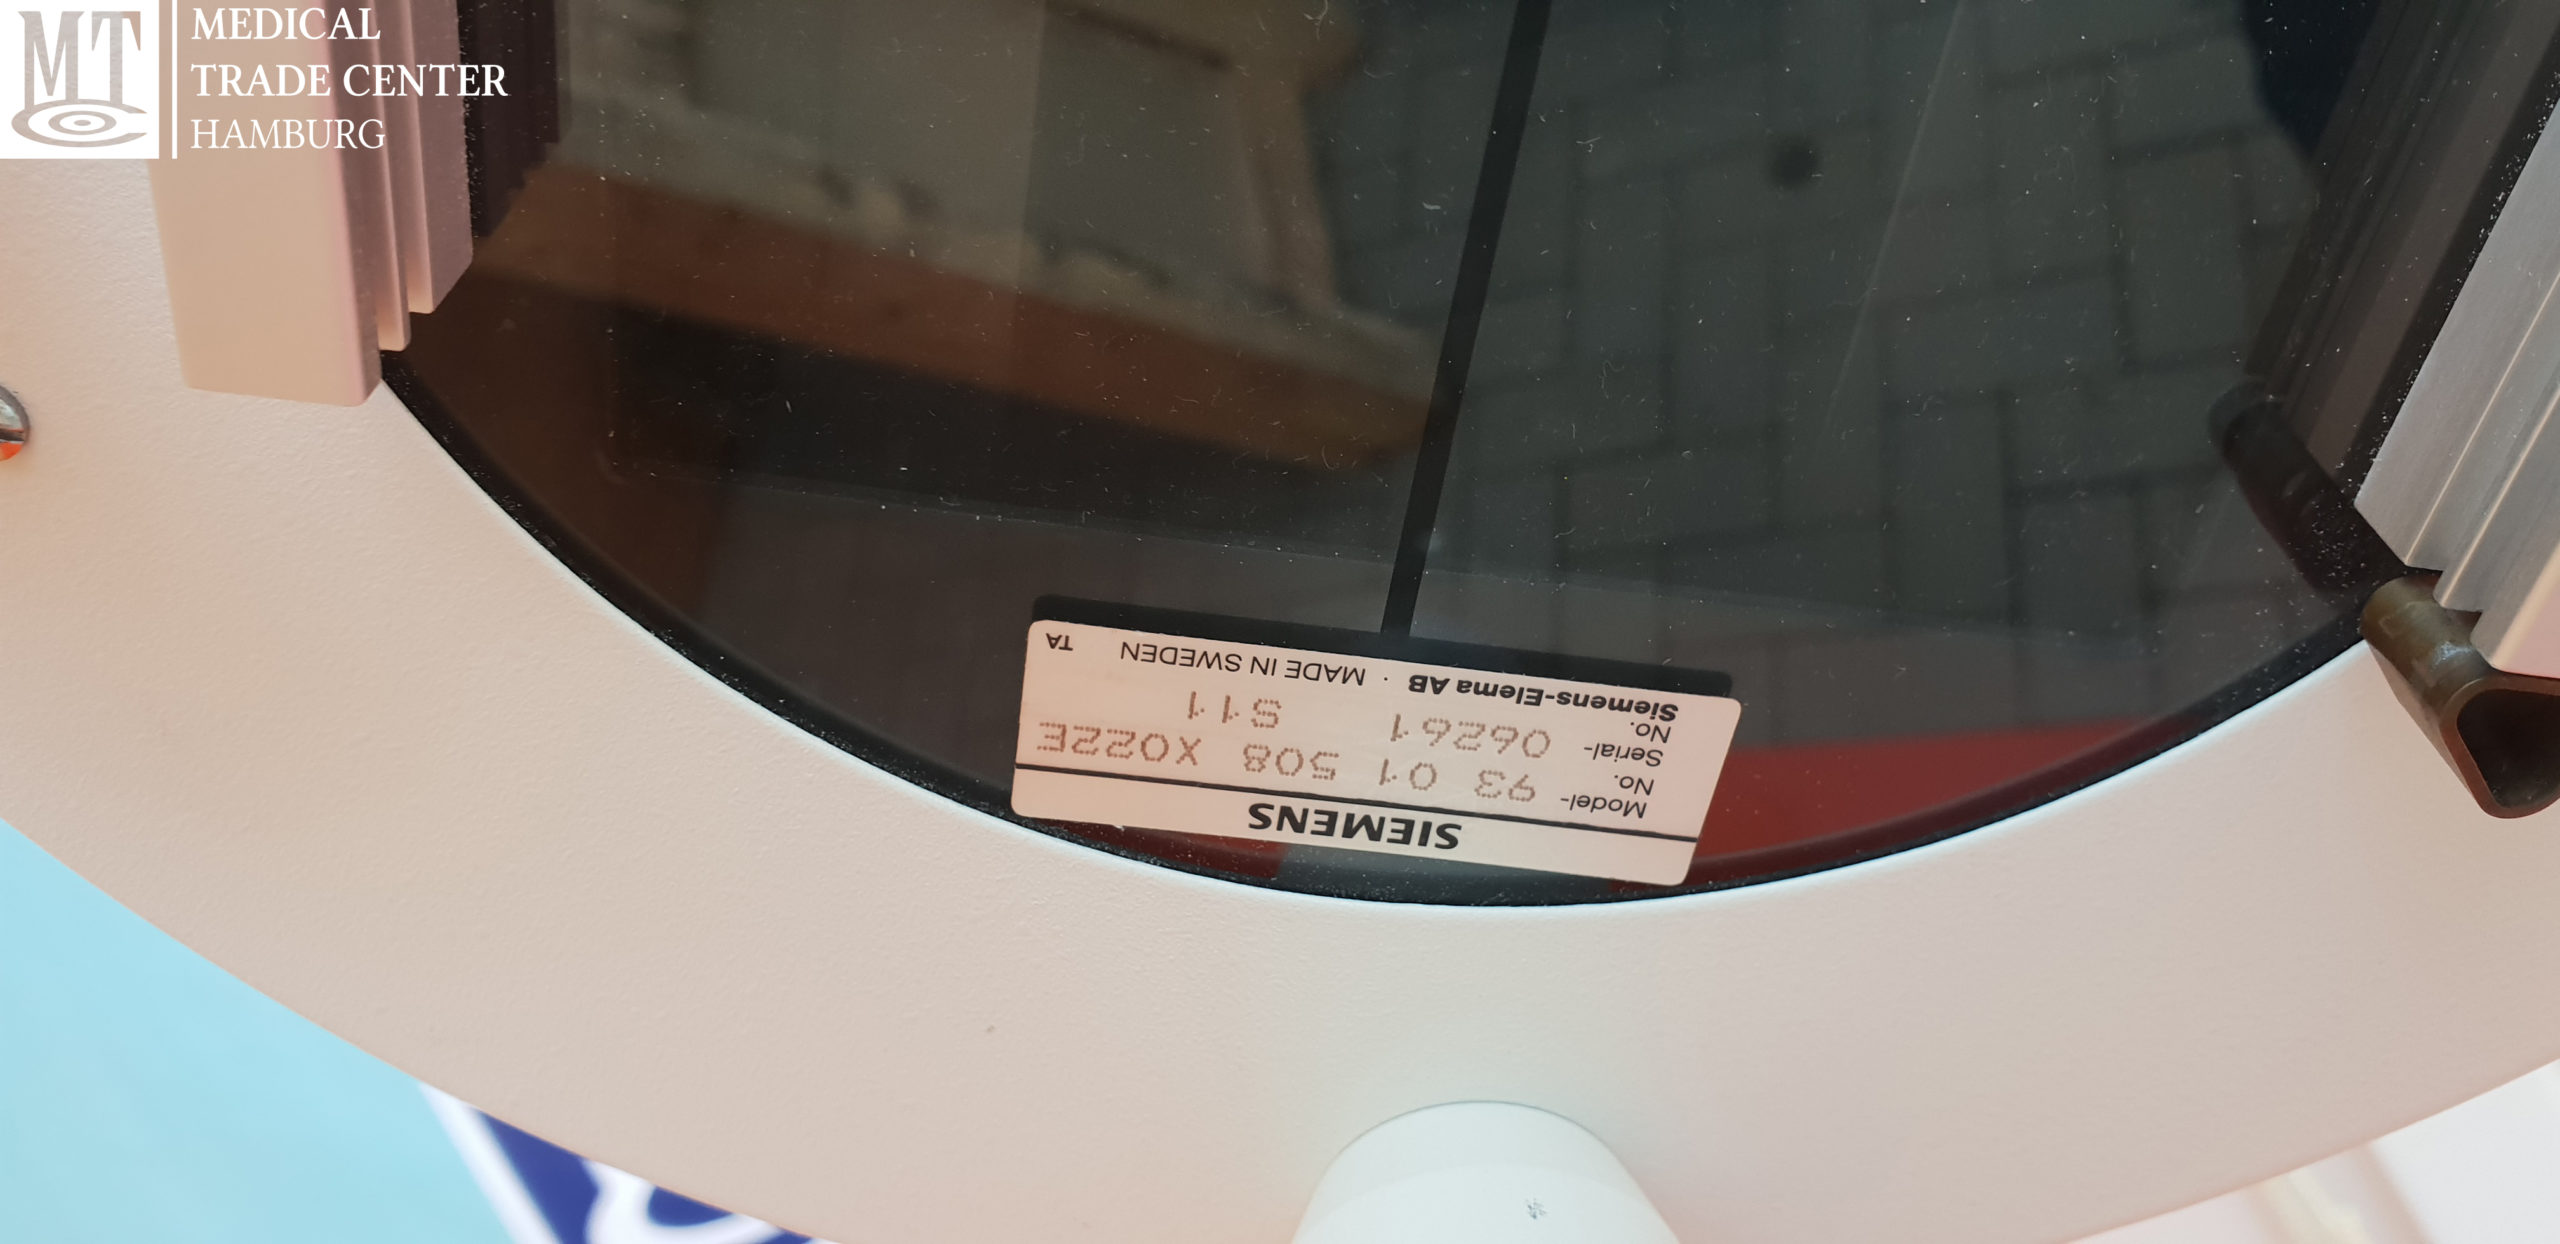 MTC
MEDICAL
TRADE CENTER
HAMBURG
SIEMENS
Model-No. 93 01 508 X022E
Serial-No. 06261 S11
Siemens-Elema AB · MADE IN SWEDEN TA